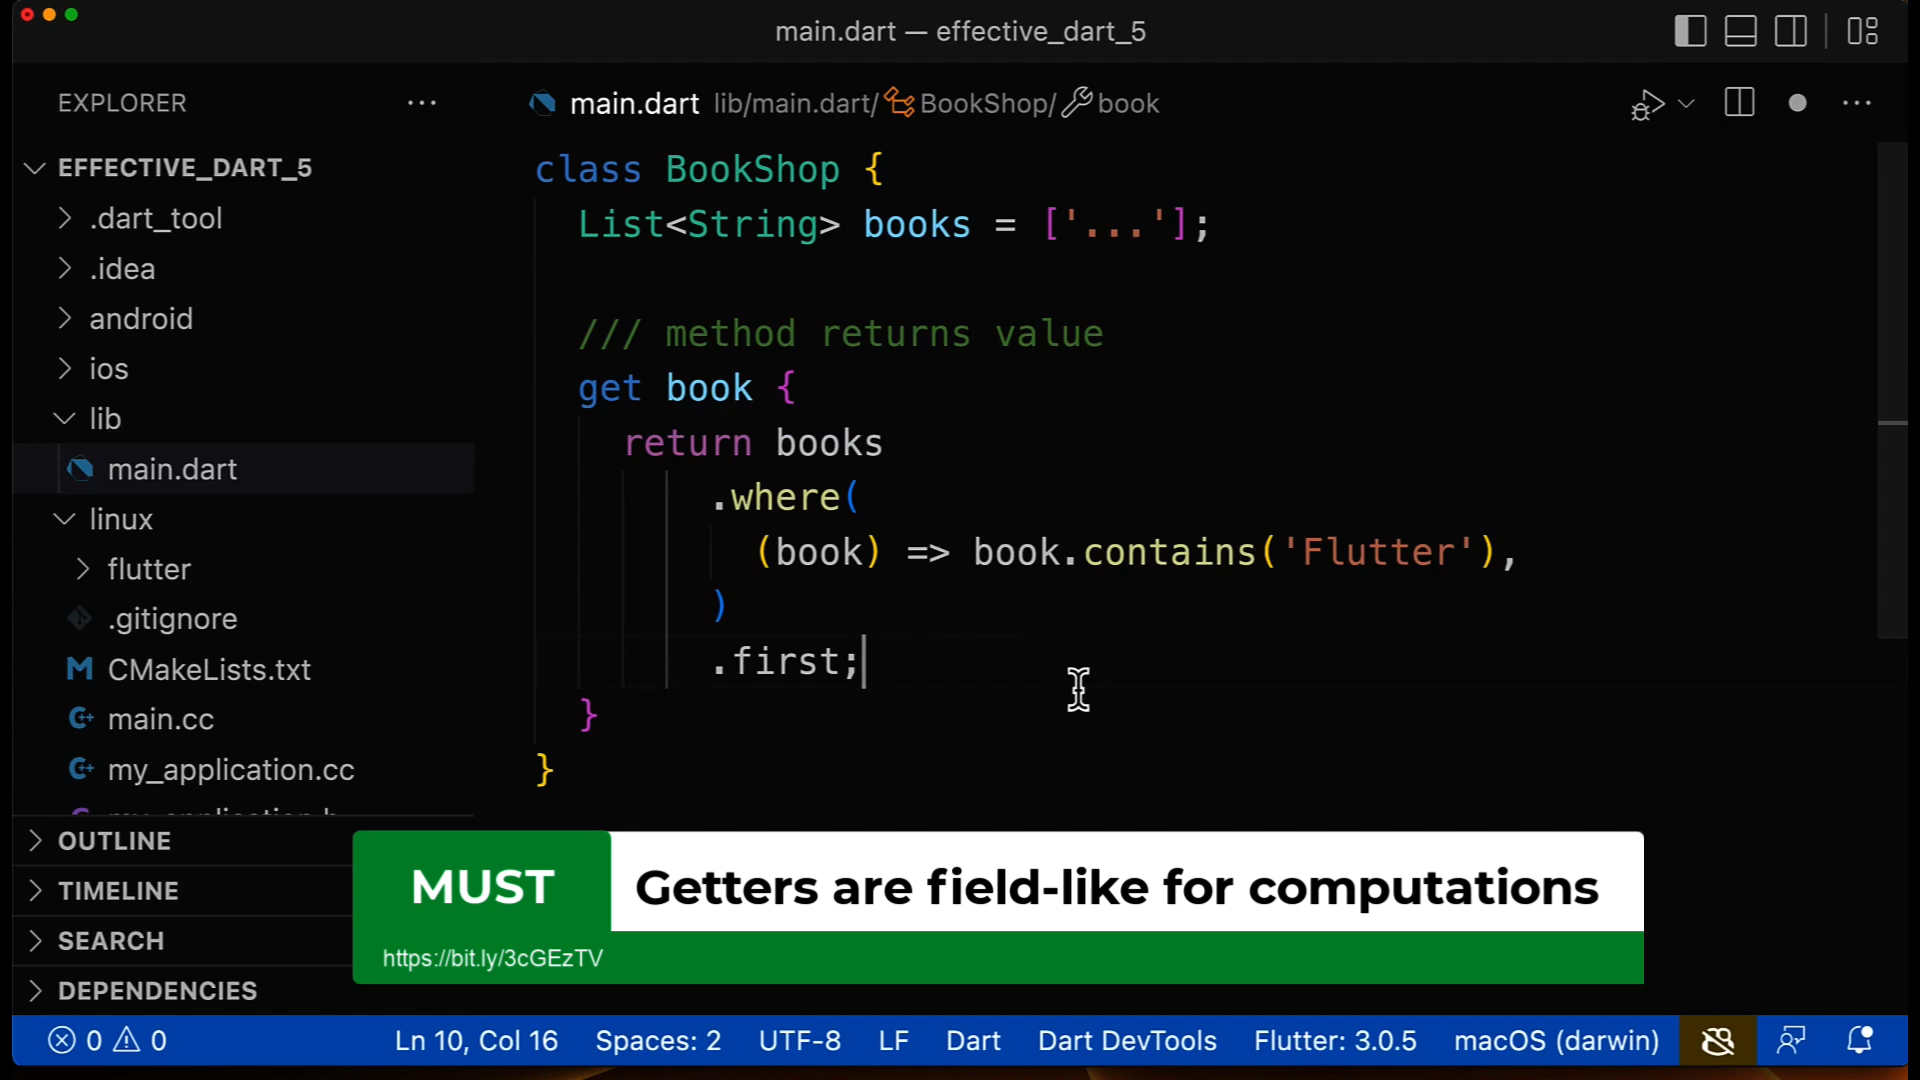 main.dart — effective_dart_5
EXPLORER
main.dart lib/main.dart/ BookShop/ book
EFFECTIVE_DART_5
.dart_tool
.idea
android
ios
lib
main.dart
linux
flutter
.gitignore
CMakeLists.txt
main.cc
my_application.cc
my_application.h
OUTLINE
TIMELINE
SEARCH
DEPENDENCIES
class BookShop {
List<String> books = ['...'];
/// method returns value
get book {
return books
.where(
(book) => book.contains('Flutter'),
)
.first;
}
}
MUST
Getters are field-like for computations
https://bit.ly/3cGEzTV
0 0 Ln 10, Col 16 Spaces: 2 UTF-8 LF Dart Dart DevTools Flutter: 3.0.5 macOS (darwin)